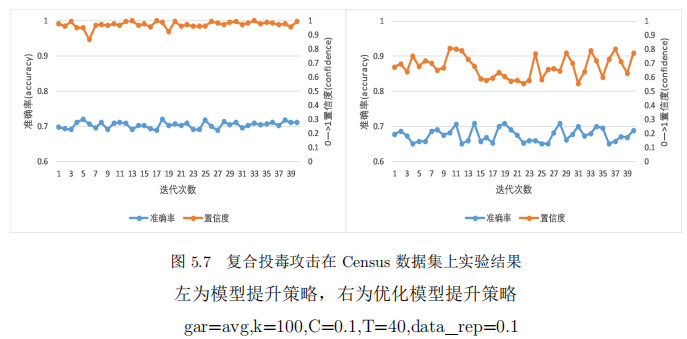 1 1
0.9 0.9
0.8 0.8
0.7 0.7
0.6 0.6
0.5
0.4
0.3
0.2
0.1
0
准确率(accuracy)
0—>1置信度(confidence)
1 3 5 7 9 11 13 15 17 19 21 23 25 27 29 31 33 35 37 39
迭代次数
准确率 置信度
1 1
0.9 0.9
0.8 0.8
0.7 0.7
0.6 0.6
0.5
0.4
0.3
0.2
0.1
0
准确率(accuracy)
0—>1置信度(confidence)
1 3 5 7 9 11 13 15 17 19 21 23 25 27 29 31 33 35 37 39
迭代次数
准确率 置信度
图 5.7 复合投毒攻击在 Census 数据集上实验结果
左为模型提升策略，右为优化模型提升策略
gar=avg,k=100,C=0.1,T=40,data_rep=0.1